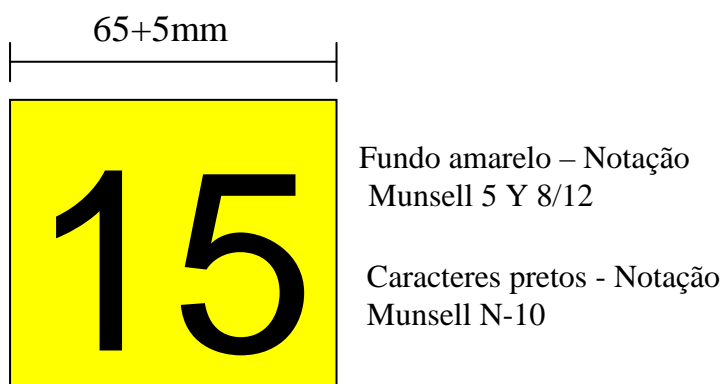 65+5mm
15
Fundo amarelo – Notação
Munsell 5 Y 8/12
Caracteres pretos - Notação
Munsell N-10